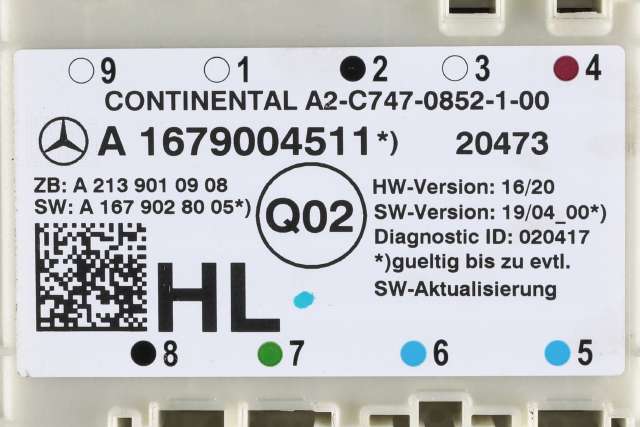 9 1 2 3 4
CONTINENTAL A2-C747-0852-1-00
A 1679004511*) 20473
ZB: A 213 901 09 08
SW: A 167 902 80 05*)
Q02
HW-Version: 16/20
SW-Version: 19/04_00*)
Diagnostic ID: 020417
*)gueltig bis zu evtl.
SW-Aktualisierung
HL
8 7 6 5